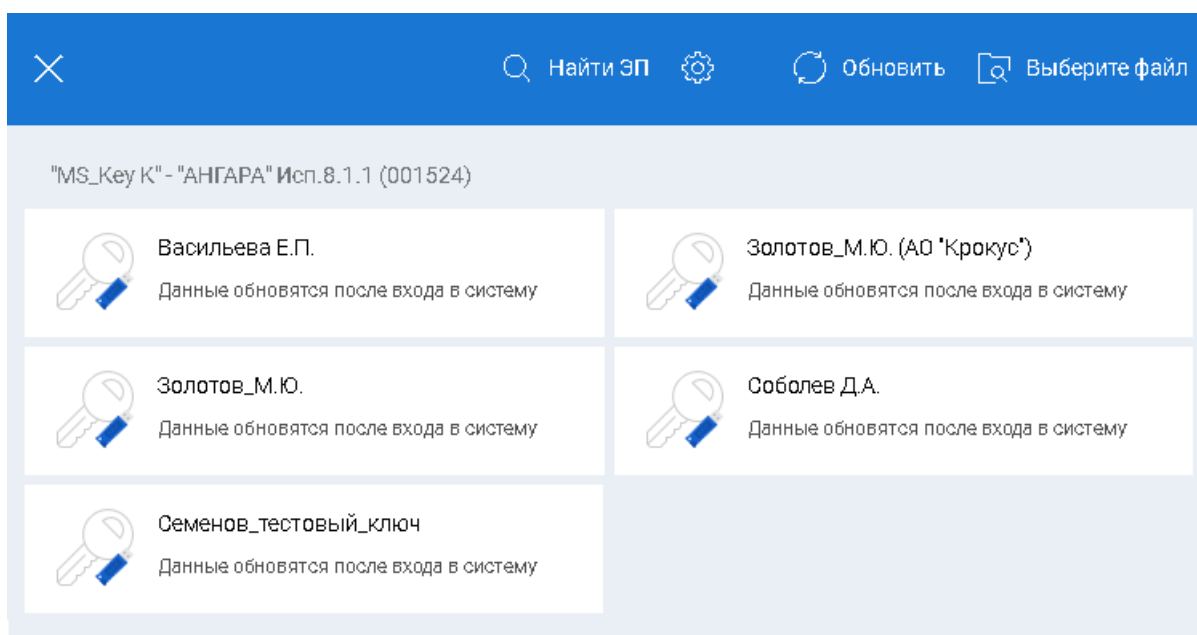 Найти ЭП Обновить Выберите файл
"MS_Key K" - "АНГАРА" Исп.8.1.1 (001524)
Васильева Е.П.
Данные обновятся после входа в систему
Золотов_М.Ю. (АО "Крокус")
Данные обновятся после входа в систему
Золотов_М.Ю.
Данные обновятся после входа в систему
Соболев Д.А.
Данные обновятся после входа в систему
Семенов_тестовый_ключ
Данные обновятся после входа в систему